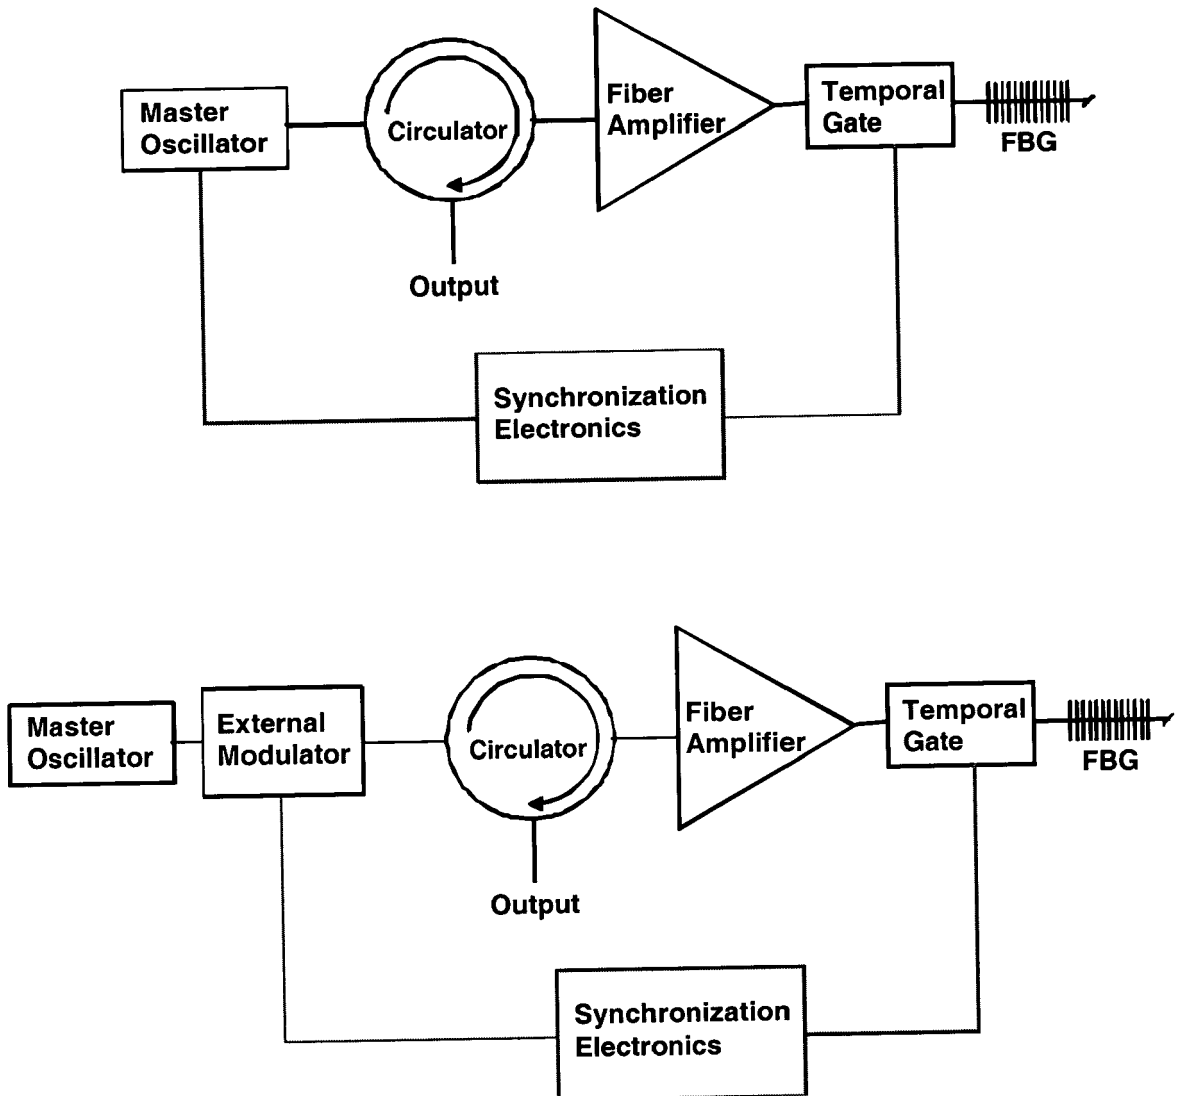 Master
Oscillator
Circulator
Fiber
Amplifier
Temporal
Gate
FBG
Output
Synchronization
Electronics
Master
Oscillator
External
Modulator
Circulator
Fiber
Amplifier
Temporal
Gate
FBG
Output
Synchronization
Electronics